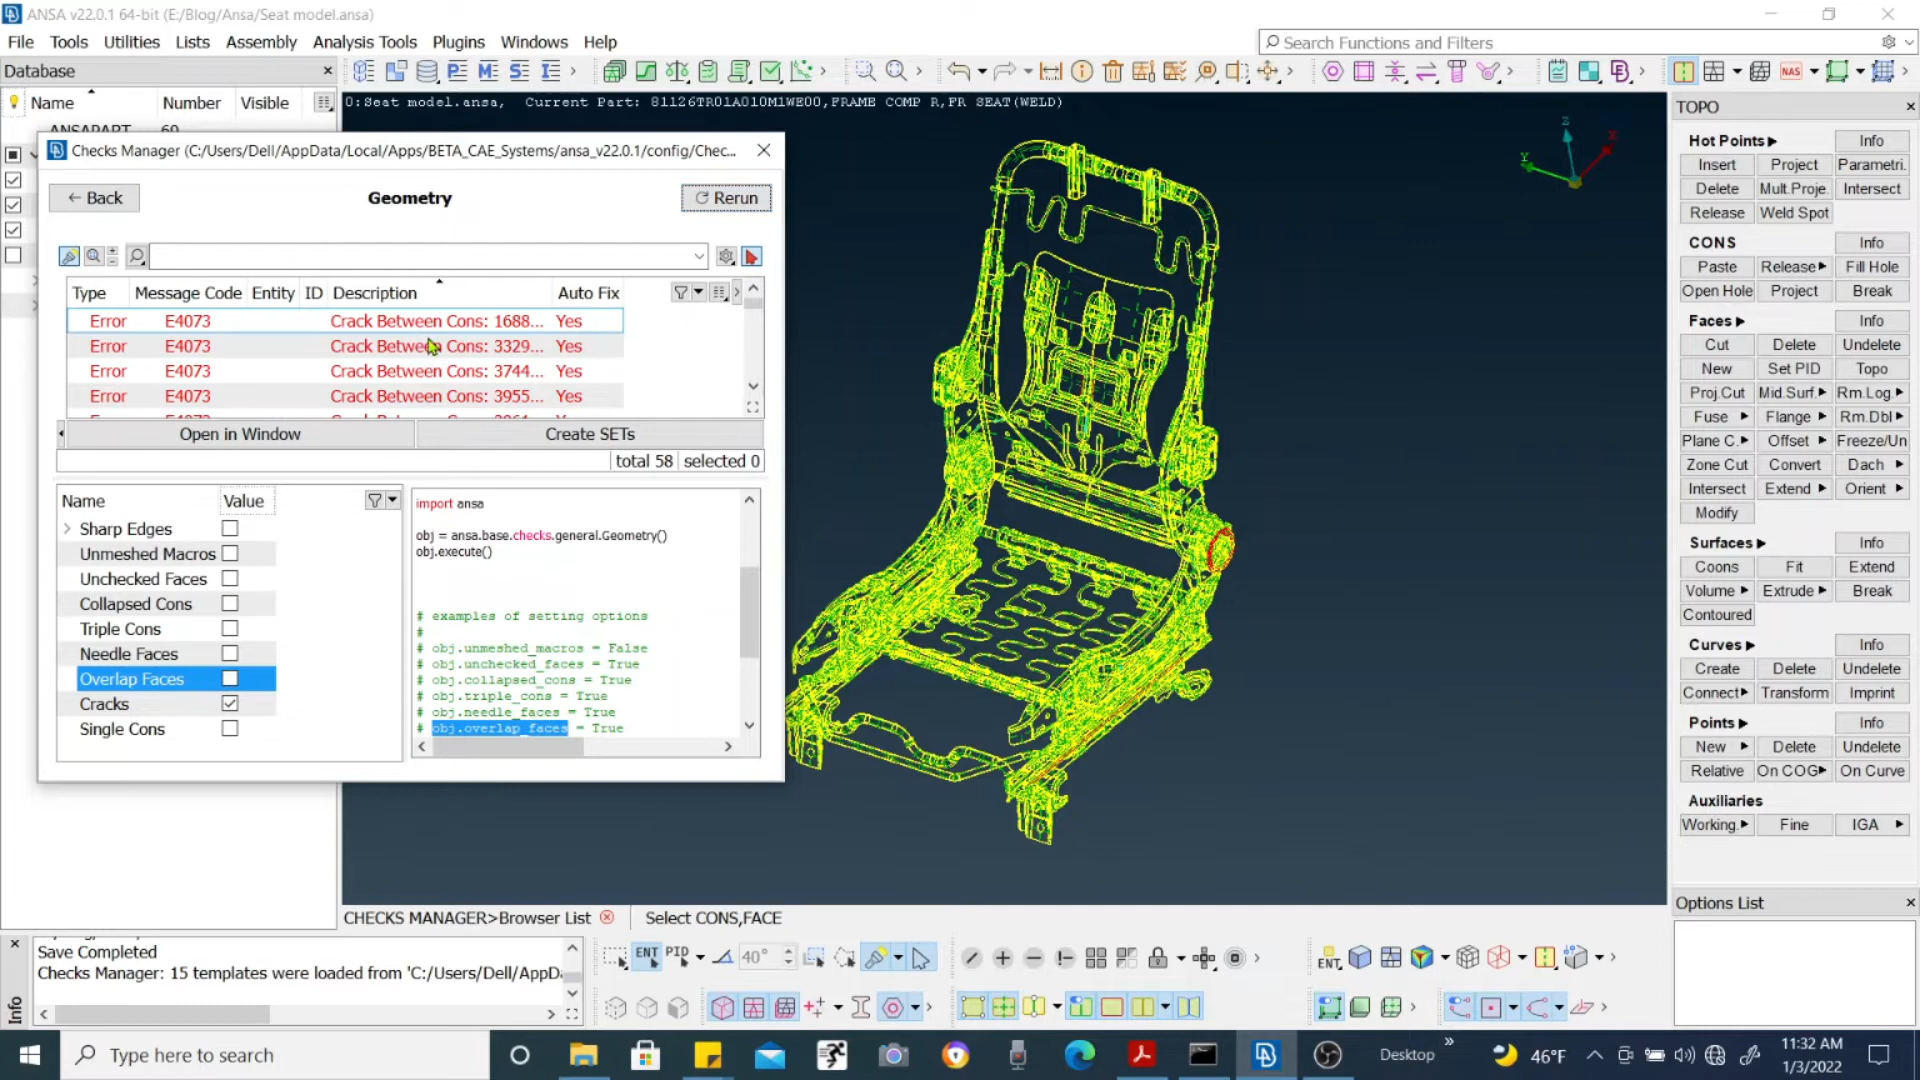 ANSA v22.0.1 64-bit (E:/Blog/Ansa/Seat model.ansa)
File Tools Utilities Lists Assembly Analysis Tools Plugins Windows Help
Search Functions and Filters
Database
Name Number Visible
ANSAPART 60
0:Seat model.ansa, Current Part: 81126TR01A010M1WE00,FRAME COMP R,FR SEAT(WELD)
Checks Manager (C:/Users/Dell/AppData/Local/Apps/BETA_CAE_Systems/ansa_v22.0.1/config/Chec...
← Back
Geometry
Rerun
Type Message Code Entity ID Description Auto Fix
Error E4073 Crack Between Cons: 1688... Yes
Error E4073 Crack Between Cons: 3329... Yes
Error E4073 Crack Between Cons: 3744... Yes
Error E4073 Crack Between Cons: 3955... Yes
Open in Window Create SETs
total 58 selected 0
Name Value
Sharp Edges
Unmeshed Macros
Unchecked Faces
Collapsed Cons
Triple Cons
Needle Faces
Overlap Faces
Cracks
Single Cons
import ansa
obj = ansa.base.checks.general.Geometry()
obj.execute()
# examples of setting options
#
# obj.unmeshed_macros = False
# obj.unchecked_faces = True
# obj.collapsed_cons = True
# obj.triple_cons = True
# obj.needle_faces = True
# obj.overlap_faces = True
Z
X
Y
TOPO
Hot Points Info
Insert Project Parametri.
Delete Mult.Proje. Intersect
Release Weld Spot
CONS Info
Paste Release Fill Hole
Open Hole Project Break
Faces Info
Cut Delete Undelete
New Set PID Topo
Proj.Cut Mid.Surf. Rm.Log.
Fuse Flange Rm.Dbl
Plane C. Offset Freeze/Un
Zone Cut Convert Dach
Intersect Extend Orient
Modify
Surfaces Info
Coons Fit Extend
Volume Extrude Break
Contoured
Curves Info
Create Delete Undelete
Connect Transform Imprint
Points Info
New Delete Undelete
Relative On COG On Curve
Auxiliaries
Working. Fine IGA
Options List
CHECKS MANAGER>Browser List Select CONS,FACE
Save Completed
Checks Manager: 15 templates were loaded from 'C:/Users/Dell/AppDa
Info
ENT PID 40°
ENT
NAS
Type here to search
Desktop
46°F
11:32 AM
1/3/2022